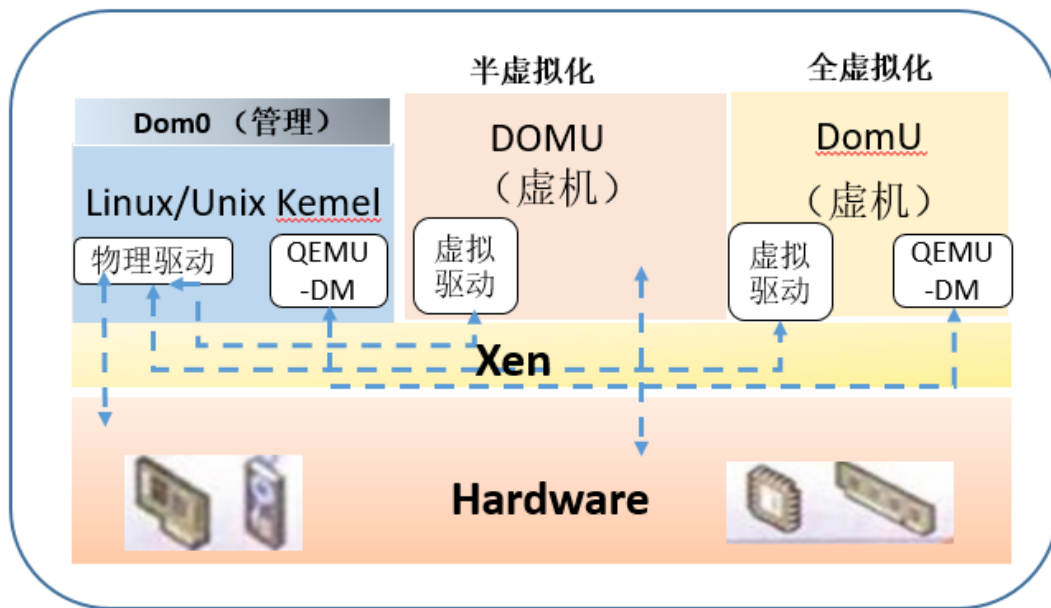 半虚拟化
全虚拟化
Dom0 （管理）
DOMU
（虚机）
DomU
（虚机）
Linux/Unix Kemel
物理驱动
QEMU
-DM
虚拟
驱动
虚拟
驱动
QEMU
-DM
Xen
Hardware